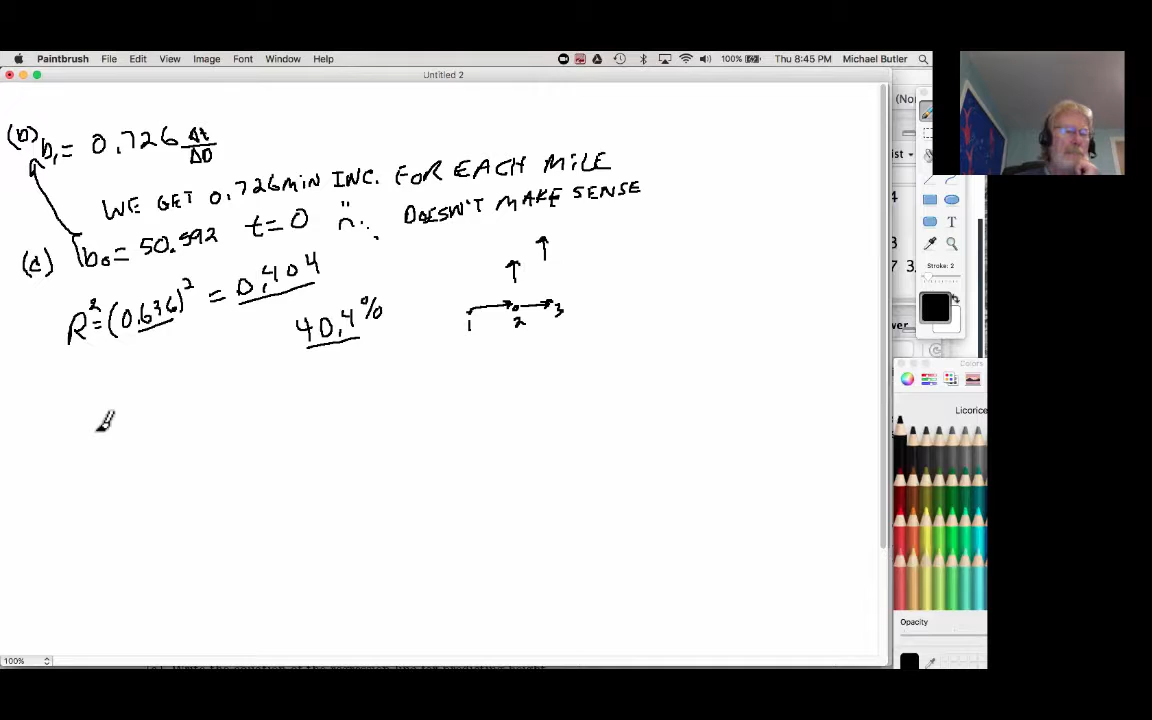 Paintbrush File Edit View Image Font Window Help 100% Thu 8:45 PM Michael Butler
Untitled 2
(b) b₁ = 0.726 Δt/ΔD
WE GET 0.726 min INC. FOR EACH MILE
(c) b₀ = 50.592 t = 0 DOESN'T MAKE SENSE
R² = (0.636)² = 0.404
40.4%
1 2 3
Stroke: 2
Colors
Licorice
Opacity
100%